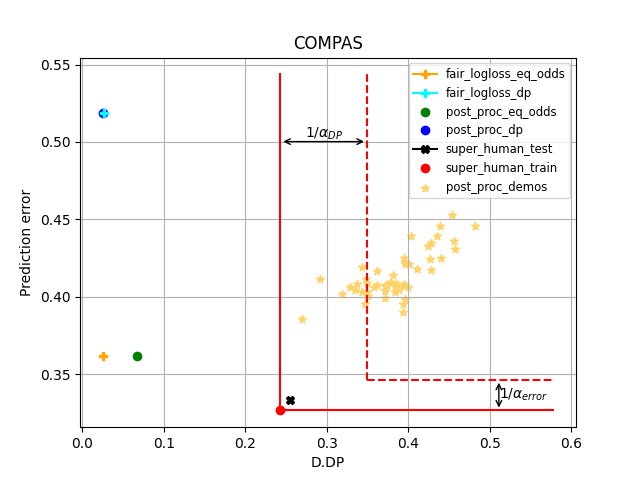 COMPAS
fair_logloss_eq_odds
fair_logloss_dp
post_proc_eq_odds
post_proc_dp
super_human_test
super_human_train
post_proc_demos
1/α_DP
1/α_error
Prediction error
0.55
0.50
0.45
0.40
0.35
0.0 0.1 0.2 0.3 0.4 0.5 0.6
D.DP